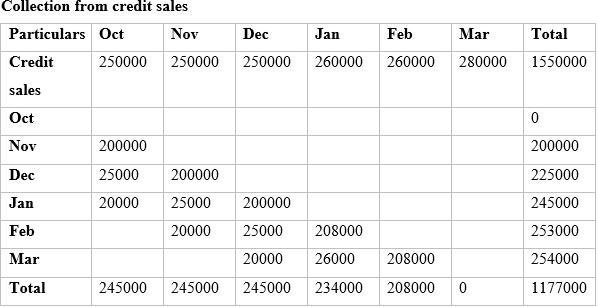 Collection from credit sales
Particulars Oct Nov Dec Jan Feb Mar Total
Credit 250000 250000 250000 260000 260000 280000 1550000
sales
Oct 0
Nov 200000 200000
Dec 25000 200000 225000
Jan 20000 25000 200000 245000
Feb 20000 25000 208000 253000
Mar 20000 26000 208000 254000
Total 245000 245000 245000 234000 208000 0 1177000